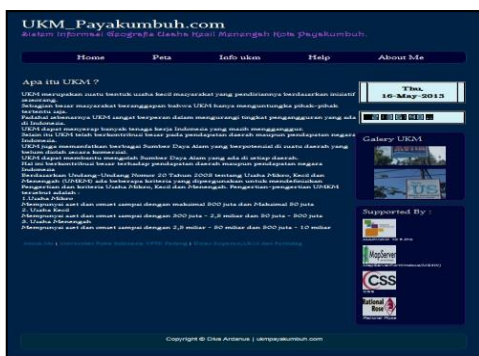 UKM_Payakumbuh.com
Sistem Informasi Geografis Usaha Kecil Menengah Kota Payakumbuh.
Home Peta Info ukm Help About Me
Apa itu UKM ?
UKM merupakan suatu bentuk usaha kecil masyarakat yang pendiriannya berdasarkan inisiatif
seseorang.
Sebagian besar masyarakat beranggapan bahwa UKM hanya menguntungka pihak-pihak
tertentu saja.
Padahal sebenarnya UKM sangat berperan dalam mengurangi tingkat pengangguran yang ada
di Indonesia.
UKM dapat menyerap banyak tenaga kerja Indonesia yang masih mengganggur.
Selain itu UKM telah berkontribusi besar pada pendapatan daerah maupun pendapatan negara
Indonesia.
UKM juga memanfatkan berbagai Sumber Daya Alam yang berpotensial di suatu daerah yang
belum diolah secara komersial.
UKM dapat membantu mengolah Sumber Daya Alam yang ada di setiap daerah.
Hal ini berkontribusi besar terhadap pendapatan daerah maupun pendapatan negara
Indonesia
Berdasarkan Undang-Undang Nomor 20 Tahun 2008 tentang Usaha Mikro, Kecil dan
Menengah (UMKM) ada beberapa kriteria yang dipergunakan untuk mendefinisikan
Pengertian dan kriteria Usaha Mikro, Kecil dan Menengah. Pengertian-pengertian UMKM
tersebut adalah :
1.Usaha Mikro
Mempunyai aset dan omset sampai dengan maksimal 500 juta dan Maksimal 50 juta
2. Usaha Kecil
Mempunyai aset dan omset sampai dengan 300 juta - 2,5 miliar dan 50 juta - 500 juta
3. Usaha Menengah
Mempunyai aset dan omset sampai dengan 2,5 miliar - 50 miliar dan 500 juta - 10 miliar
Thu,
16-May-2013
Galery UKM
US
Supported By :
MapServer
CSS
Rational
Rose
Rational Rose
Copyright © Dika Ardanus | ukmpayakumbuh.com